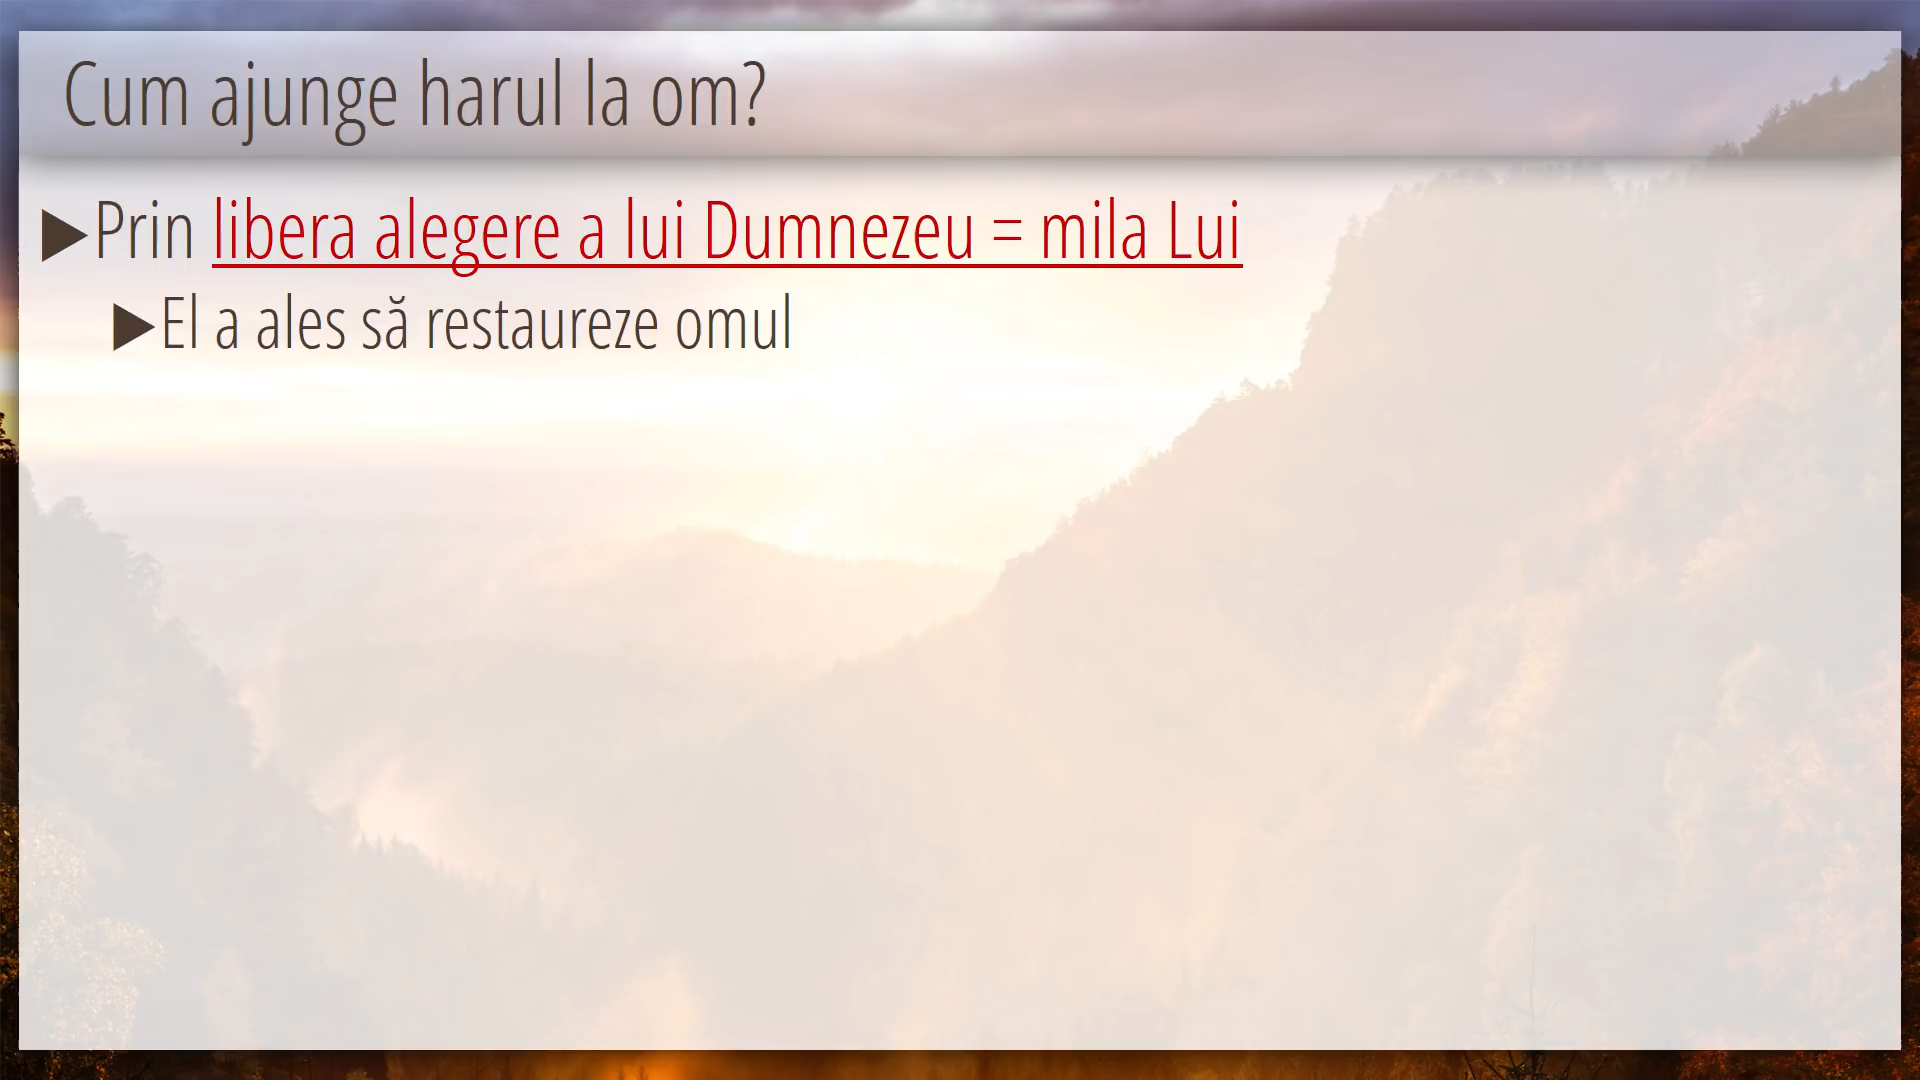 Cum ajunge harul la om?
▶Prin libera alegere a lui Dumnezeu = mila Lui
▶El a ales să restaureze omul